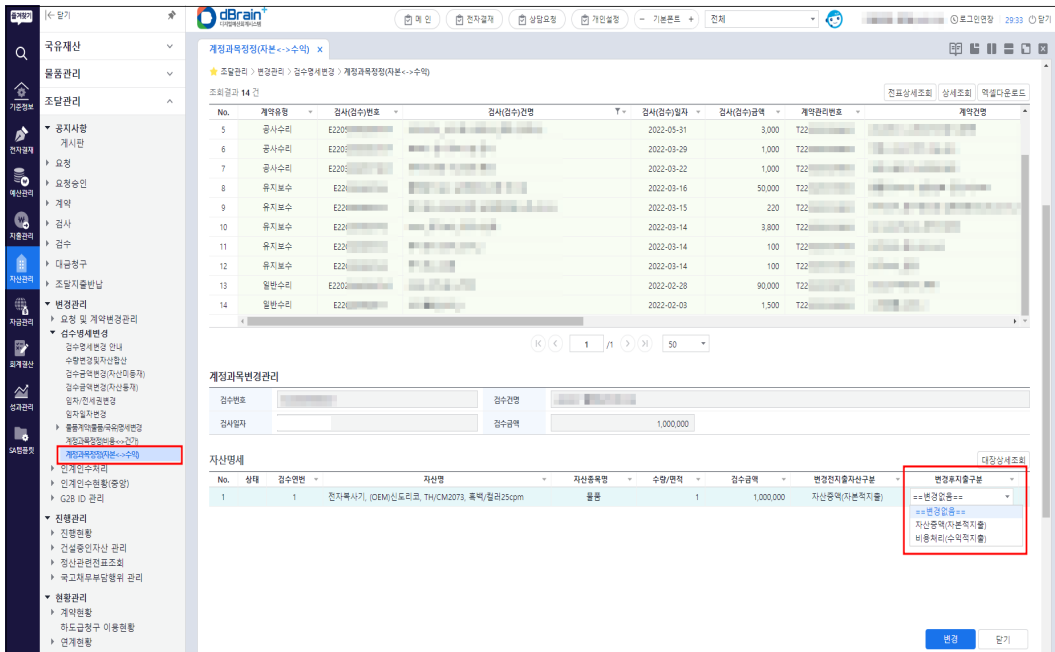 즐겨찾기
|← 닫기
dBrain+
디지털예산회계시스템
메 인
전자결재
상담요청
개인설정
− 기본폰트 +
전체
로그인연장
29:33
닫기
기준정보
전자결재
예산관리
지출관리
자산관리
자금관리
회계결산
성과관리
SA템플릿
국유재산
물품관리
조달관리
공지사항
게시판
요청
요청승인
계약
검사
검수
대금청구
조달지출반납
변경관리
요청 및 계약변경관리
검수명세변경
검수명세변경 안내
수량변경및자산합산
검수금액변경(자산미등재)
검수금액변경(자산등재)
임차/전세권변경
임차일자변경
물품계약(물품/국유)명세변경
계정과목정정(비용<->건가)
계정과목정정(자본<->수익)
인계인수처리
인계인수현황(중앙)
G2B ID 관리
진행관리
진행현황
건설중인자산 관리
정산관련전표조회
국고채무부담행위 관리
현황관리
계약현황
하도급청구 이용현황
연계현황
계정과목정정(자본<->수익) x
조달관리 > 변경관리 > 검수명세변경 > 계정과목정정(자본<->수익)
조회결과 14 건
전표상세조회 상세조회 엑셀다운로드
No. 계약유형 검사(검수)번호 검사(검수)건명 검사(검수)일자 검사(검수)금액 계약관리번호 계약건명
5 공사수리 E2205 2022-05-31 3,000 T22
6 공사수리 E2203 2022-03-29 1,000 T22
7 공사수리 E2203 2022-03-22 1,000 T22
8 유지보수 E22 2022-03-16 50,000 T22
9 유지보수 E22 2022-03-15 220 T22
10 유지보수 E22 2022-03-14 3,800 T22
11 유지보수 E22 2022-03-14 100 T22
12 유지보수 E22 2022-03-14 100 T22
13 일반수리 E2202 2022-02-28 90,000 T22
14 일반수리 E220 2022-02-03 1,500 T22
1 /1 50
계정과목변경관리
검수번호 검수건명
검사일자 검수금액 1,000,000
자산명세
대장상세조회
No. 상태 검수연번 자산명 자산종목명 수량/면적 검수금액 변경전지출자산구분 변경후지출구분
1 1 전자복사기, (OEM)신도리코, TH/CM2073, 흑백/컬러25cpm 물품 1 1,000,000 자산증액(자본적지출) ==변경없음==
==변경없음==
자산증액(자본적지출)
비용처리(수익적지출)
변경 닫기